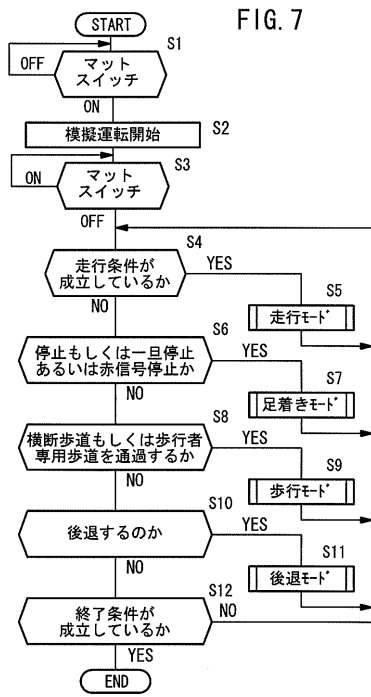 FIG. 7
START
S1
OFF
マット
スイッチ
ON
S2
模擬運転開始
S3
ON
マット
スイッチ
OFF
S4
走行条件が
成立しているか
YES
NO
S5
走行モード
S6
停止もしくは一旦停止
あるいは赤信号停止か
YES
NO
S7
足着きモード
S8
横断歩道もしくは歩行者
専用歩道を通過するか
YES
NO
S9
歩行モード
S10
後退するのか
YES
NO
S11
後退モード
S12
終了条件が
成立しているか
NO
YES
END